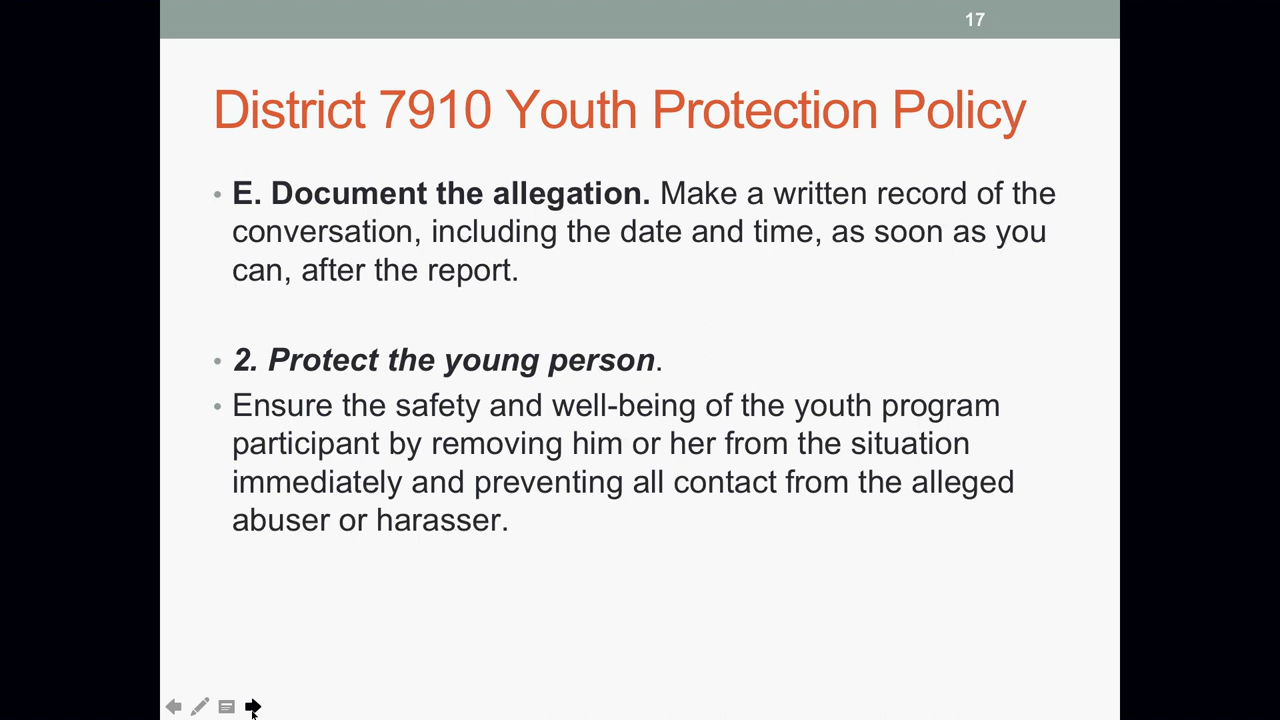 17
District 7910 Youth Protection Policy
• E. Document the allegation. Make a written record of the
conversation, including the date and time, as soon as you
can, after the report.
• 2. Protect the young person.
• Ensure the safety and well-being of the youth program
participant by removing him or her from the situation
immediately and preventing all contact from the alleged
abuser or harasser.